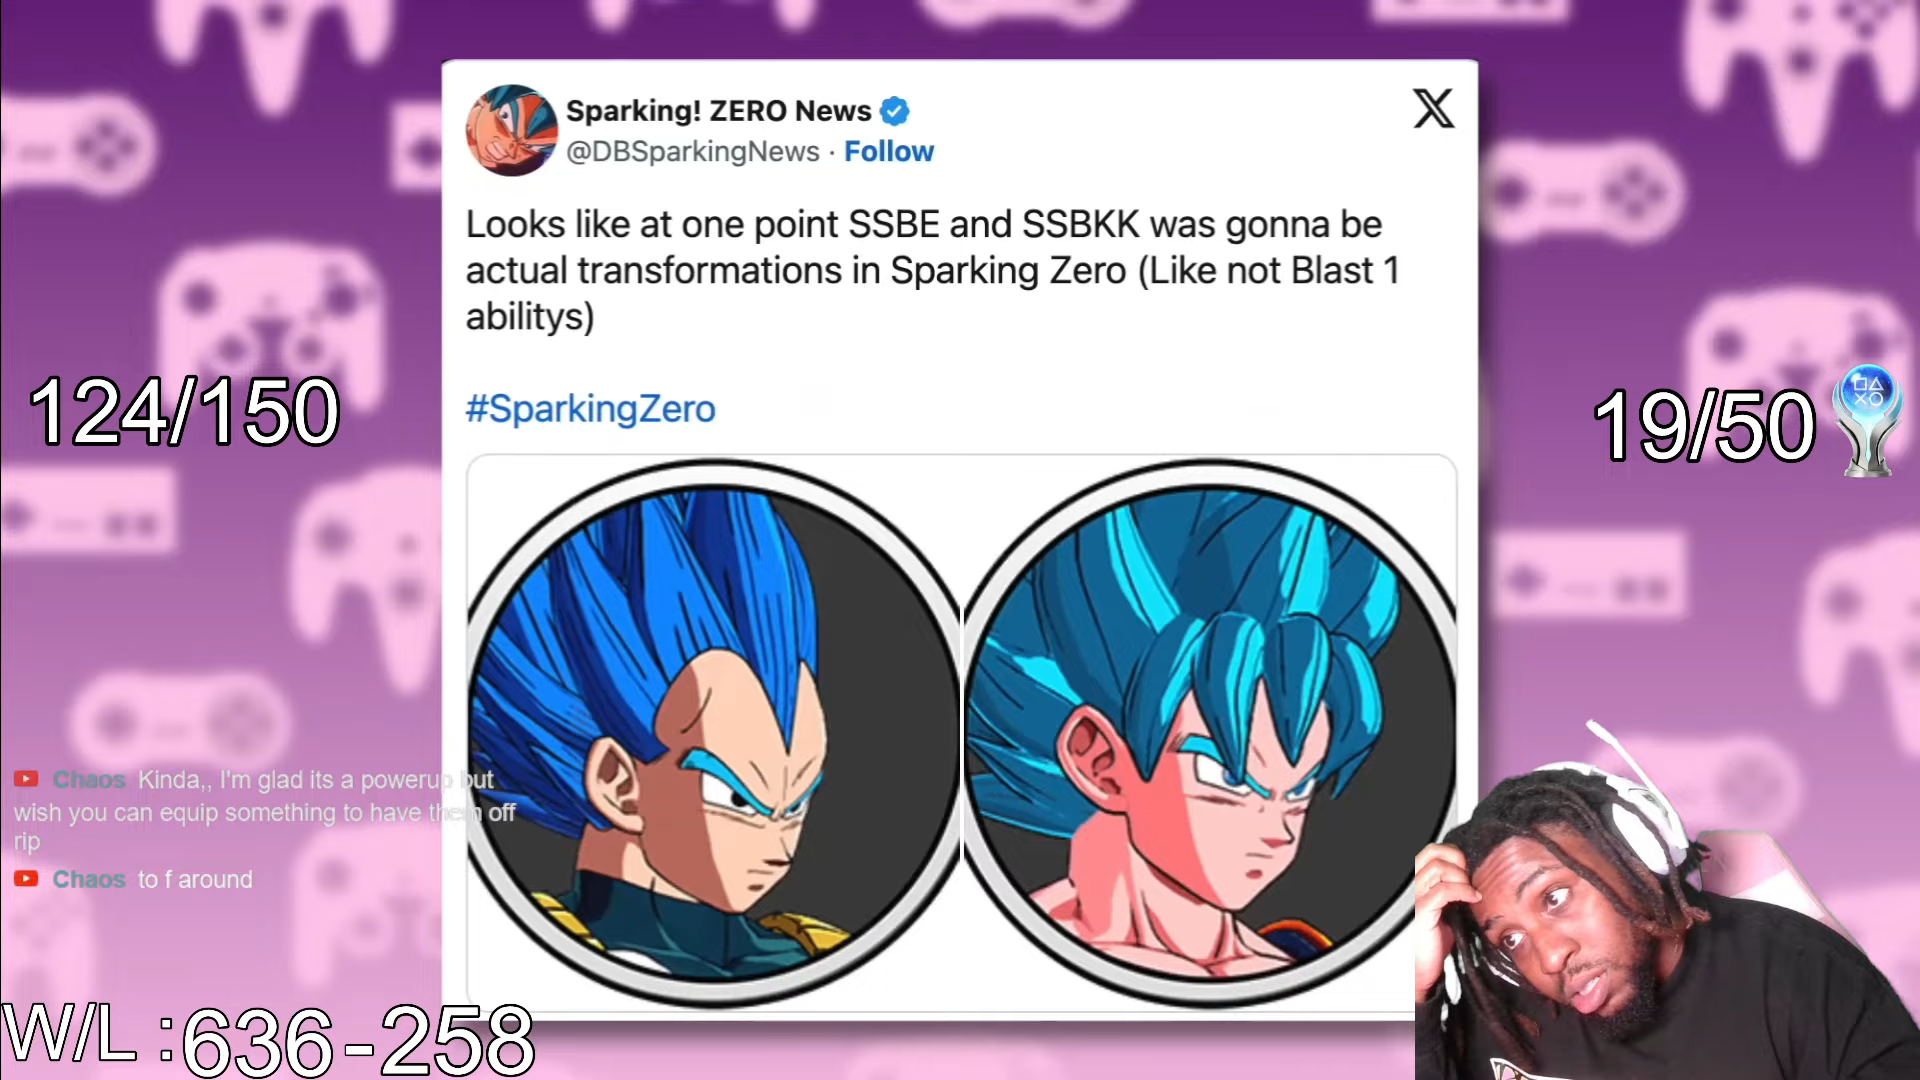 Sparking! ZERO News
@DBSparkingNews · Follow
Looks like at one point SSBE and SSBKK was gonna be
actual transformations in Sparking Zero (Like not Blast 1
abilitys)
#SparkingZero
124/150
19/50
Chaos Kinda,, I'm glad its a powerup but
wish you can equip something to have them off
rip
Chaos to f around
W/L :636-258